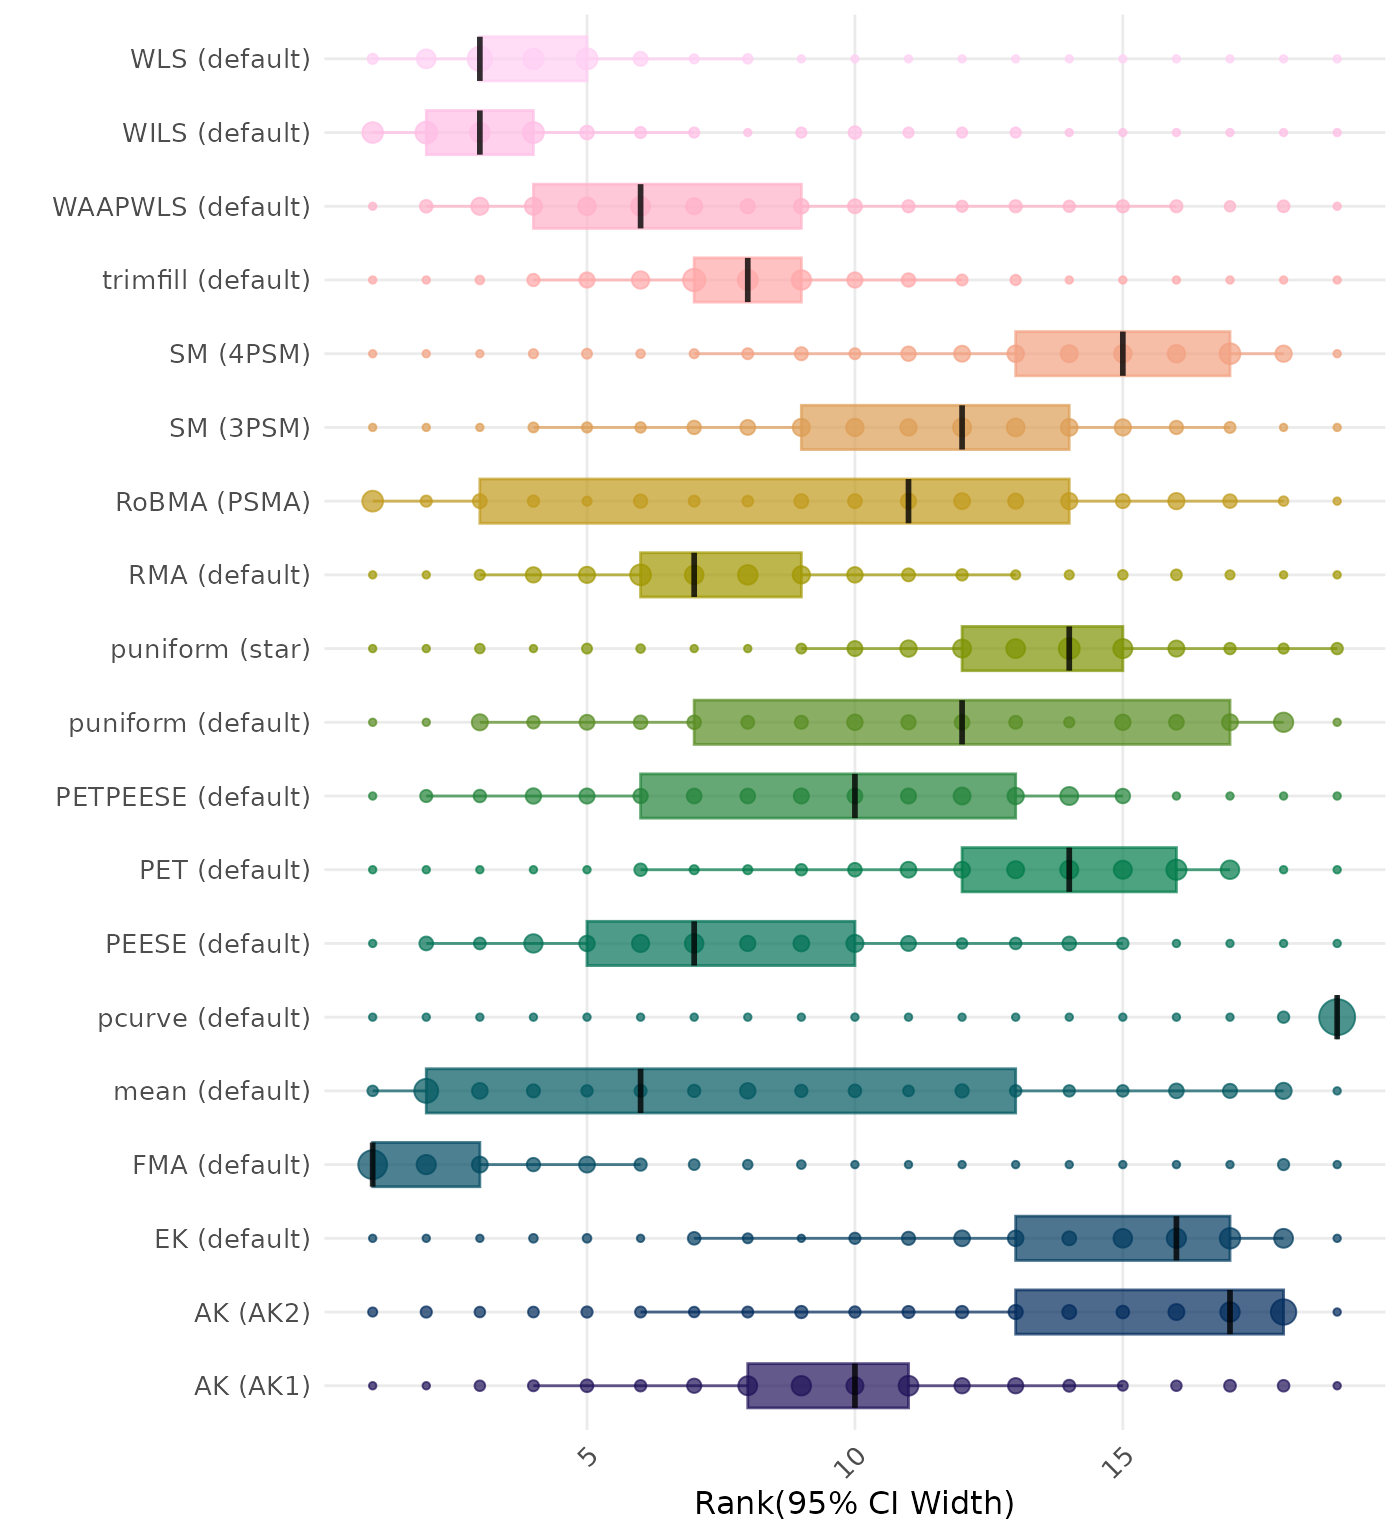 WLS (default)
WILS (default)
WAAPWLS (default)
trimfill (default)
SM (4PSM)
SM (3PSM)
RoBMA (PSMA)
RMA (default)
puniform (star)
puniform (default)
PETPEESE (default)
PET (default)
PEESE (default)
pcurve (default)
mean (default)
FMA (default)
EK (default)
AK (AK2)
AK (AK1)
5
10
15
Rank(95% CI Width)